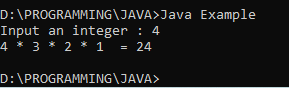 D:\PROGRAMMING\JAVA>Java Example
Input an integer : 4
4 * 3 * 2 * 1  = 24
D:\PROGRAMMING\JAVA>